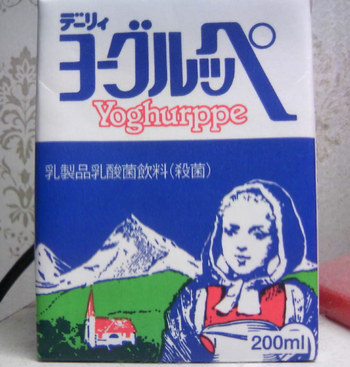 デーリィ
ヨーグルッペ
Yoghurppe
乳製品乳酸菌飲料(殺菌)
200ml